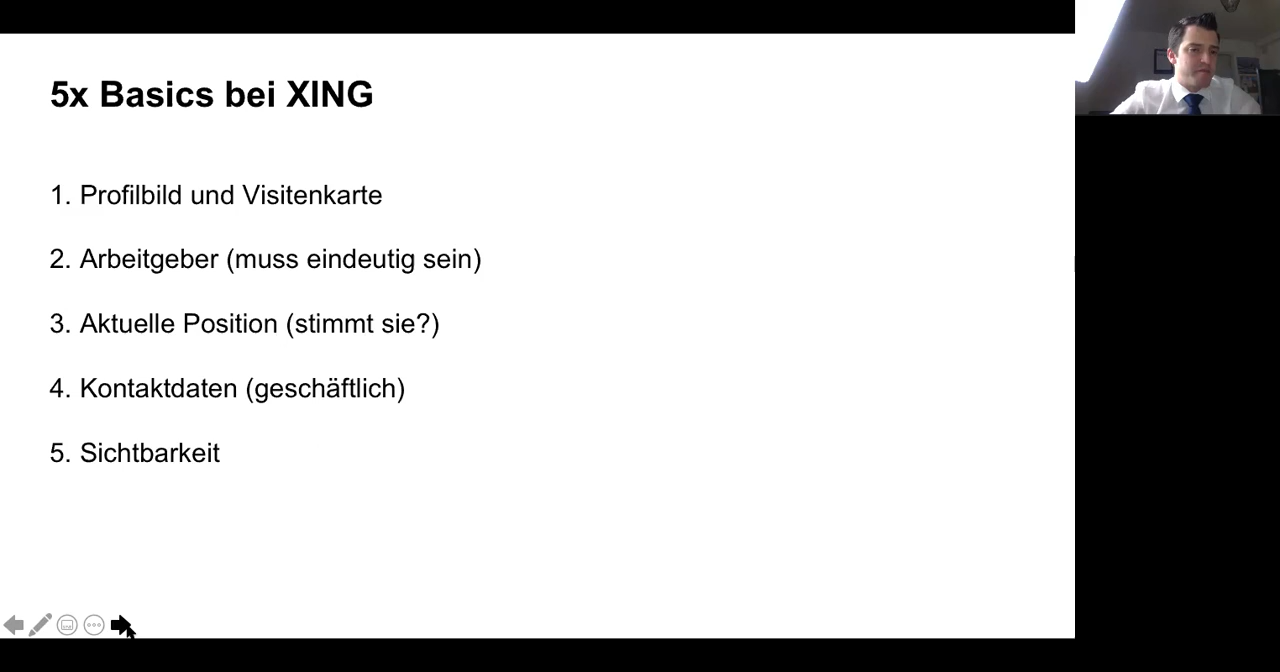 5x Basics bei XING
1. Profilbild und Visitenkarte
2. Arbeitgeber (muss eindeutig sein)
3. Aktuelle Position (stimmt sie?)
4. Kontaktdaten (geschäftlich)
5. Sichtbarkeit